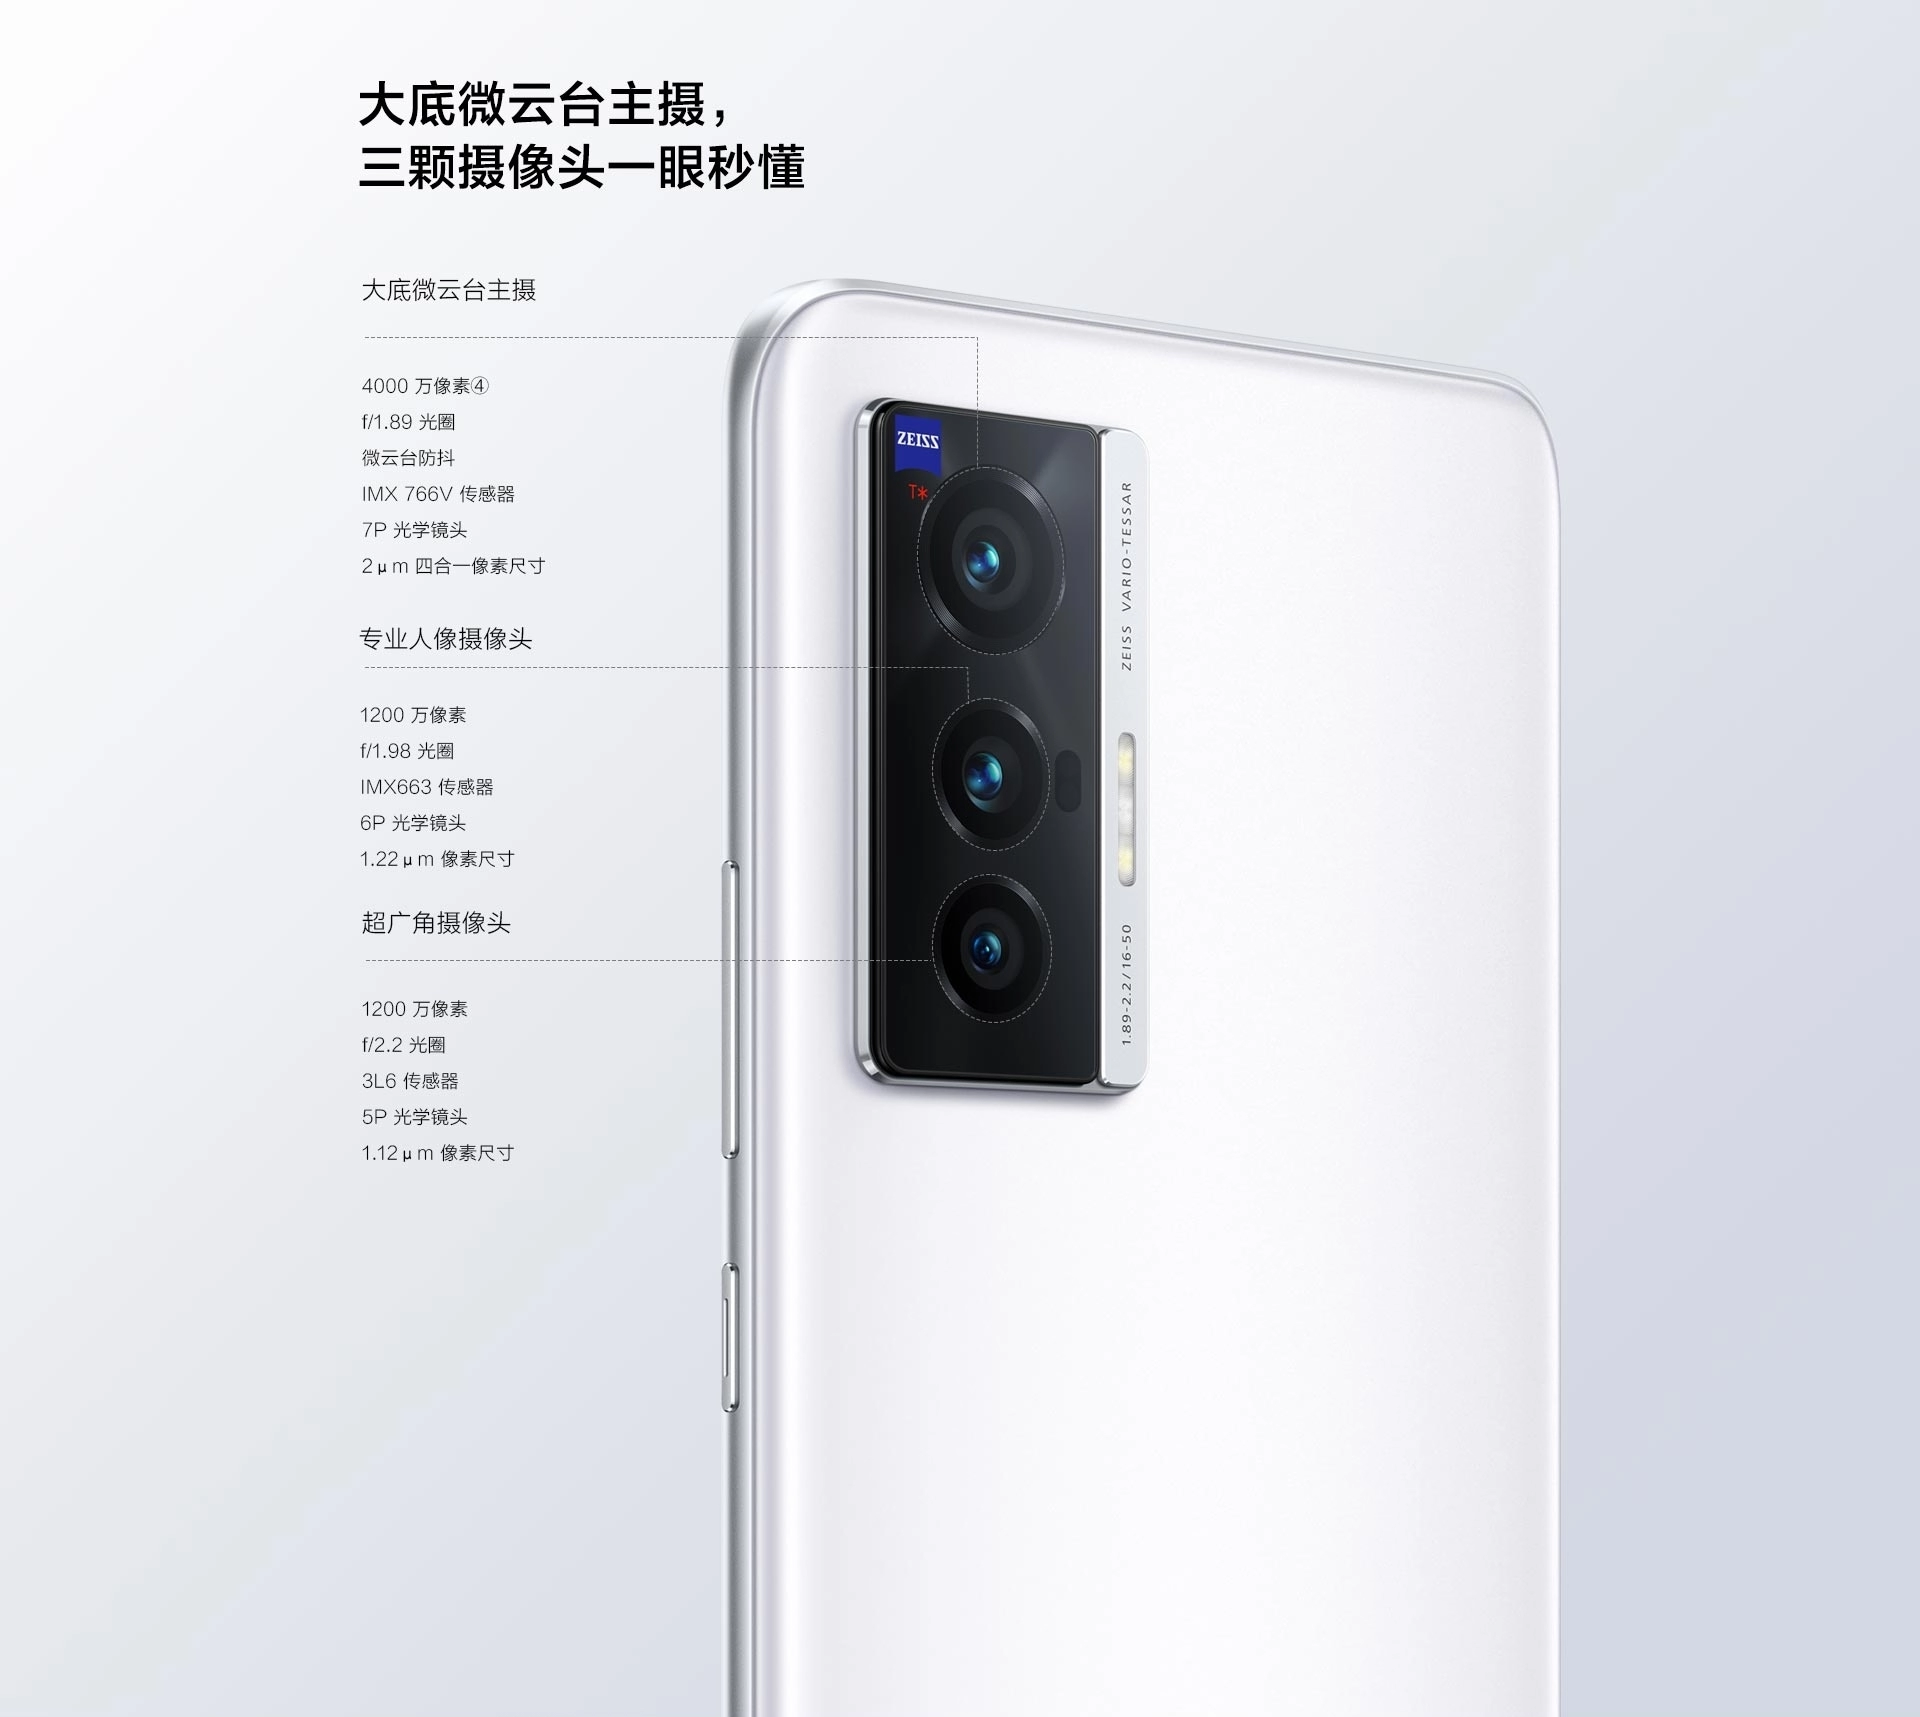 大底微云台主摄，
三颗摄像头一眼秒懂
大底微云台主摄
4000 万像素④
f/1.89 光圈
微云台防抖
IMX 766V 传感器
7P 光学镜头
2μm 四合一像素尺寸
专业人像摄像头
1200 万像素
f/1.98 光圈
IMX663 传感器
6P 光学镜头
1.22μm 像素尺寸
超广角摄像头
1200 万像素
f/2.2 光圈
3L6 传感器
5P 光学镜头
1.12μm 像素尺寸
ZEISS
T*
ZEISS VARIO-TESSAR
1.89-2.2/16-50